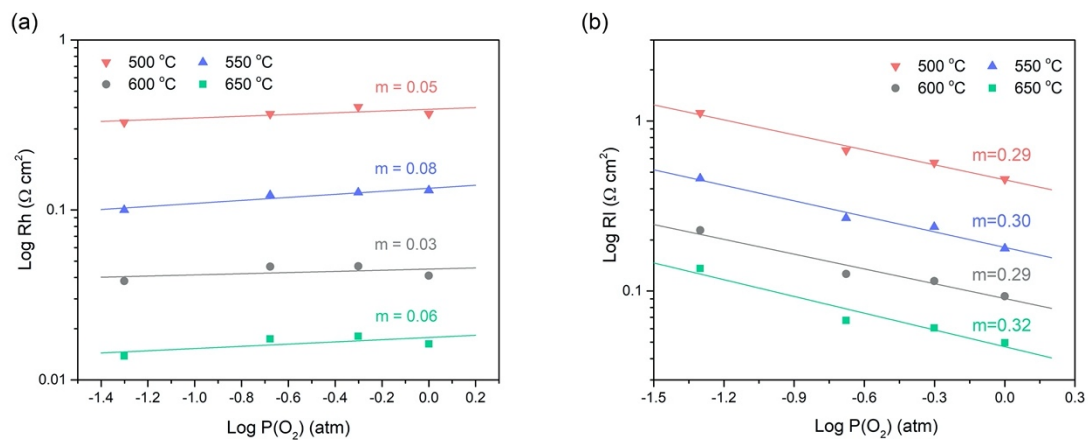 (a)
1
0.1
0.01
Log Rh (Ω cm²)
500 °C
550 °C
600 °C
650 °C
m = 0.05
m = 0.08
m = 0.03
m = 0.06
-1.4 -1.2 -1.0 -0.8 -0.6 -0.4 -0.2 0.0 0.2
Log P(O₂) (atm)
(b)
1
0.1
Log Rl (Ω cm²)
500 °C
550 °C
600 °C
650 °C
m=0.29
m=0.30
m=0.29
m=0.32
-1.5 -1.2 -0.9 -0.6 -0.3 0.0 0.3
Log P(O₂) (atm)